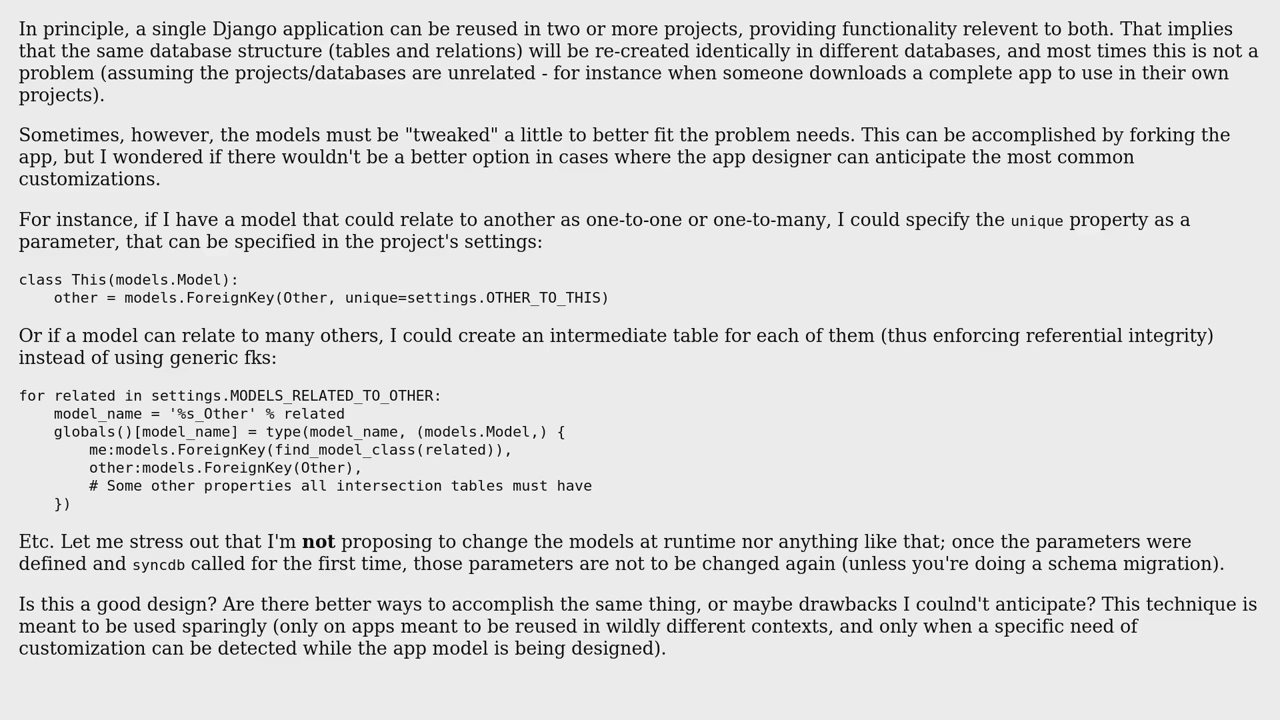 In principle, a single Django application can be reused in two or more projects, providing functionality relevent to both. That implies
that the same database structure (tables and relations) will be re-created identically in different databases, and most times this is not a
problem (assuming the projects/databases are unrelated - for instance when someone downloads a complete app to use in their own
projects).
Sometimes, however, the models must be "tweaked" a little to better fit the problem needs. This can be accomplished by forking the
app, but I wondered if there wouldn't be a better option in cases where the app designer can anticipate the most common
customizations.
For instance, if I have a model that could relate to another as one-to-one or one-to-many, I could specify the unique property as a
parameter, that can be specified in the project's settings:
class This(models.Model):
    other = models.ForeignKey(Other, unique=settings.OTHER_TO_THIS)
Or if a model can relate to many others, I could create an intermediate table for each of them (thus enforcing referential integrity)
instead of using generic fks:
for related in settings.MODELS_RELATED_TO_OTHER:
    model_name = '%s_Other' % related
    globals()[model_name] = type(model_name, (models.Model,) {
        me:models.ForeignKey(find_model_class(related)),
        other:models.ForeignKey(Other),
        # Some other properties all intersection tables must have
    })
Etc. Let me stress out that I'm not proposing to change the models at runtime nor anything like that; once the parameters were
defined and syncdb called for the first time, those parameters are not to be changed again (unless you're doing a schema migration).
Is this a good design? Are there better ways to accomplish the same thing, or maybe drawbacks I coulnd't anticipate? This technique is
meant to be used sparingly (only on apps meant to be reused in wildly different contexts, and only when a specific need of
customization can be detected while the app model is being designed).